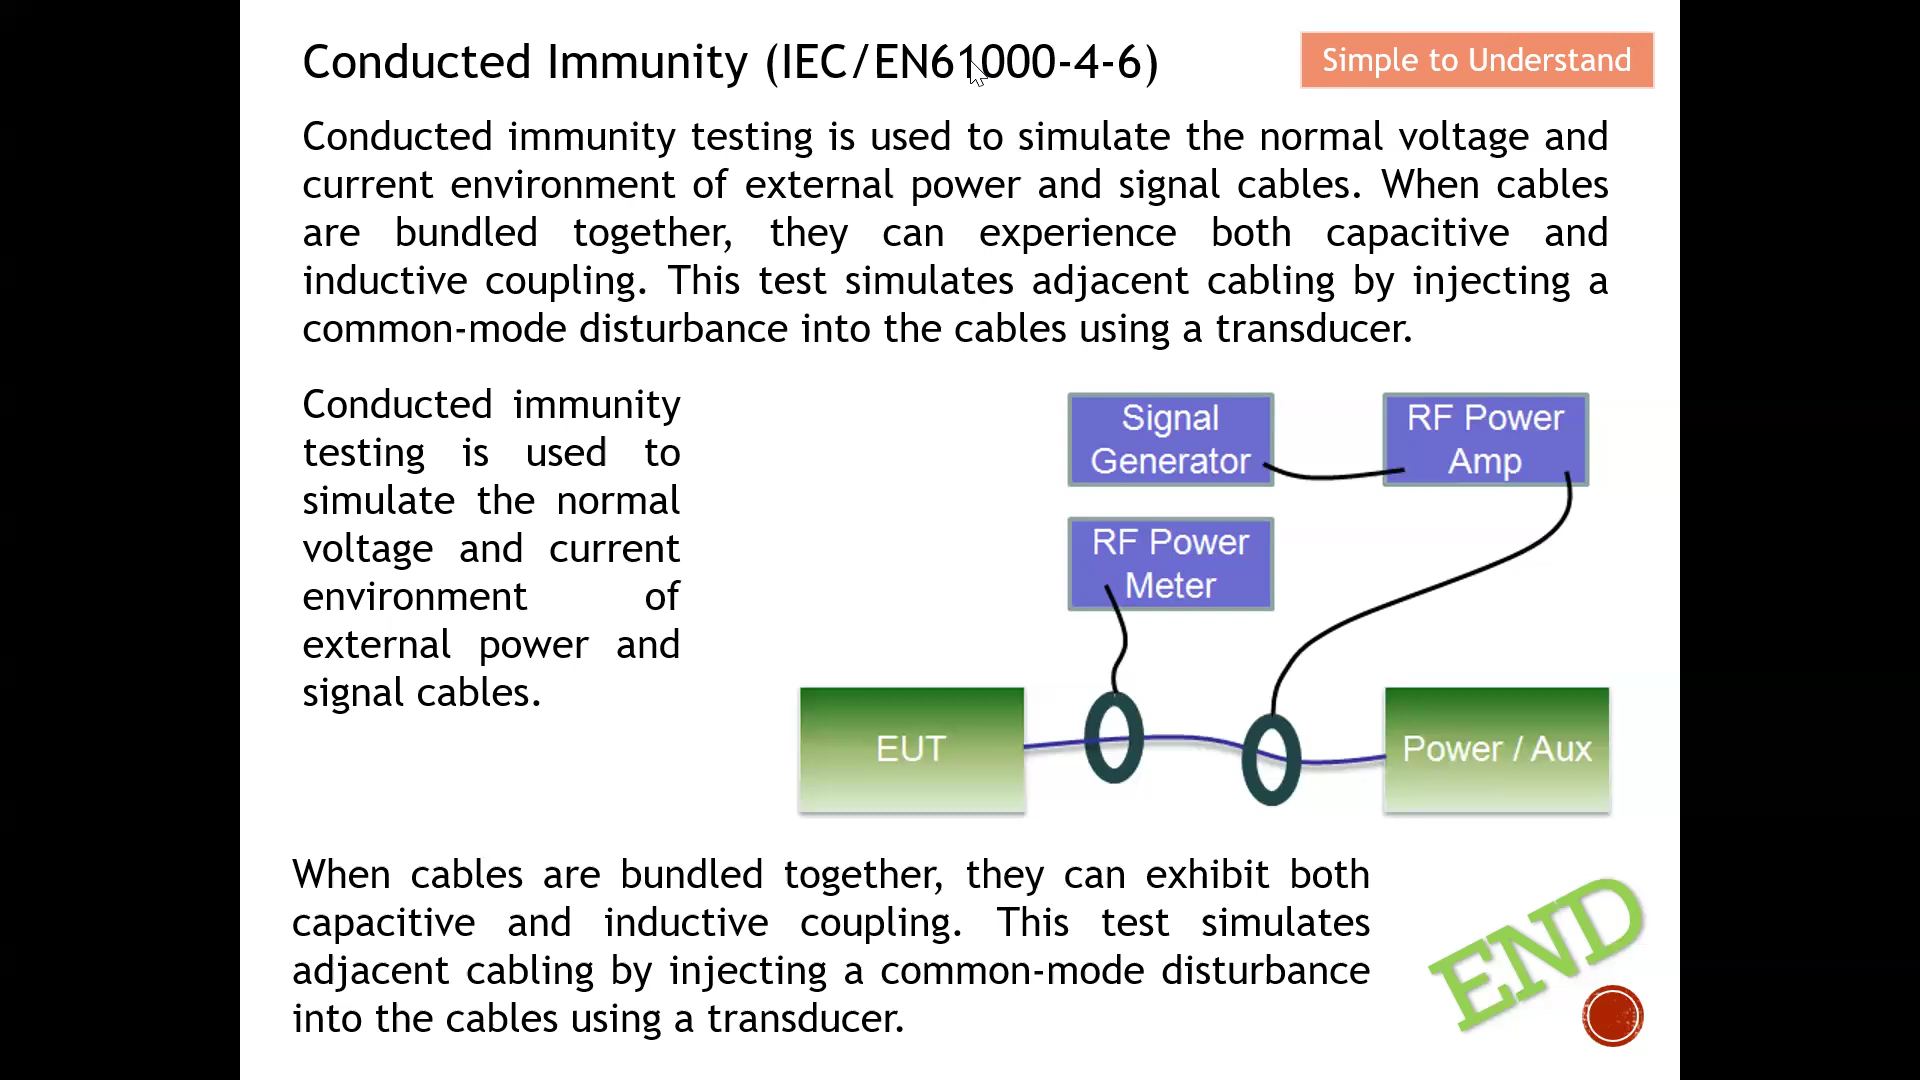 Conducted Immunity (IEC/EN61000-4-6)
Simple to Understand
Conducted immunity testing is used to simulate the normal voltage and
current environment of external power and signal cables. When cables
are bundled together, they can experience both capacitive and
inductive coupling. This test simulates adjacent cabling by injecting a
common-mode disturbance into the cables using a transducer.
Conducted immunity
testing is used to
simulate the normal
voltage and current
environment of
external power and
signal cables.
Signal
Generator
RF Power
Amp
RF Power
Meter
EUT
Power / Aux
When cables are bundled together, they can exhibit both
capacitive and inductive coupling. This test simulates
adjacent cabling by injecting a common-mode disturbance
into the cables using a transducer.
END